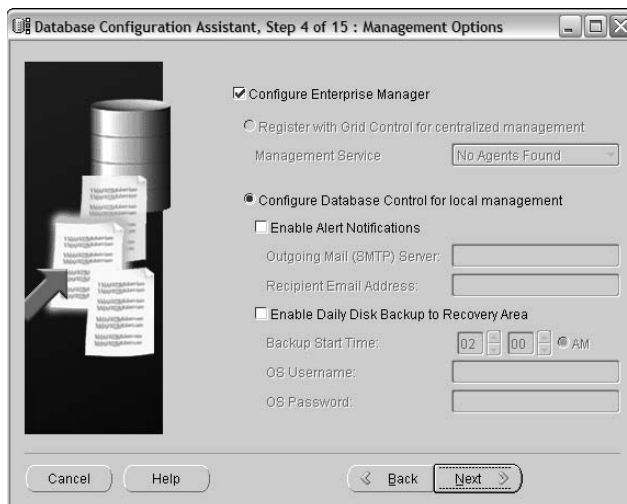 Database Configuration Assistant, Step 4 of 15 : Management Options
Configure Enterprise Manager
Register with Grid Control for centralized management
Management Service No Agents Found
Configure Database Control for local management
Enable Alert Notifications
Outgoing Mail (SMTP) Server:
Recipient Email Address:
Enable Daily Disk Backup to Recovery Area
Backup Start Time: 02 00 AM
OS Username:
OS Password:
Cancel Help Back Next